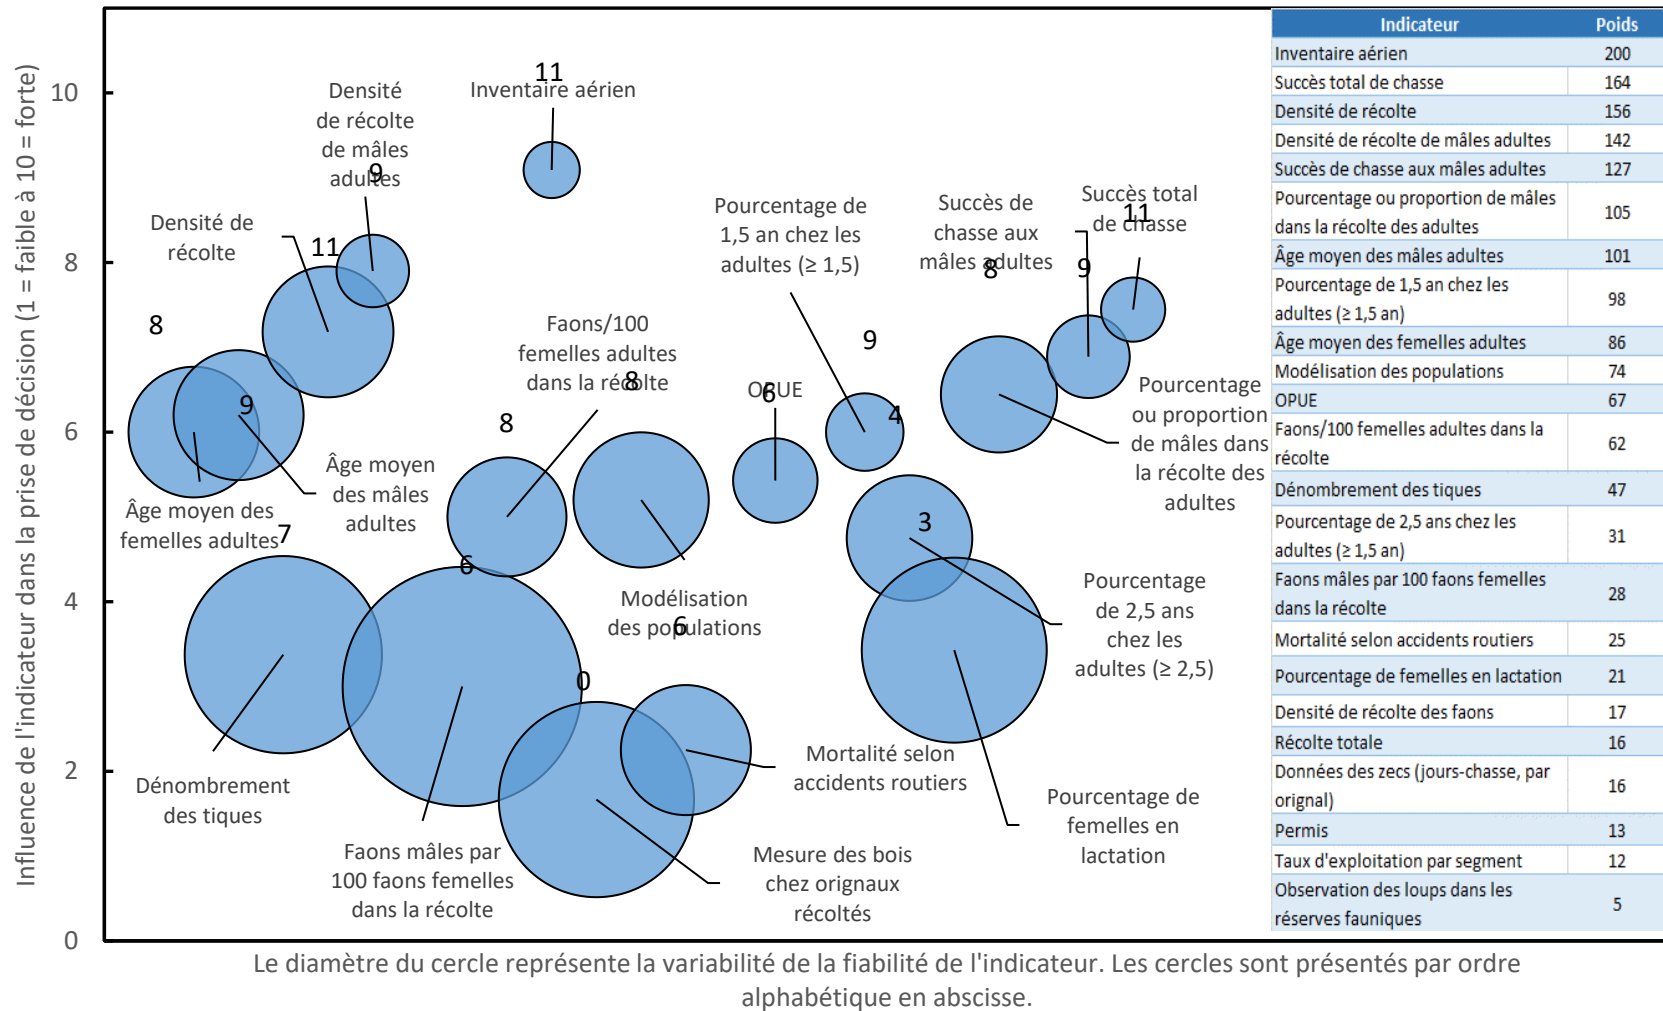 Influence de l'indicateur dans la prise de décision (1 = faible à 10 = forte)
10
8
6
4
2
0
Densité
de récolte
de mâles
adultes
9
11
Inventaire aérien
Densité de
récolte
11
8
9
Âge moyen des
femelles adultes
Âge moyen
des mâles
adultes
7
Faons/100
femelles adultes
dans la récolte
8
8
6
Pourcentage de
1,5 an chez les
adultes (≥ 1,5)
9
OPUE
6
4
Succès de
chasse aux
mâles adultes
8
9
Succès total
de chasse
11
Pourcentage
ou proportion
de mâles dans
la récolte des
adultes
3
Modélisation
des populations
6
0
Pourcentage
de 2,5 ans
chez les
adultes (≥ 2,5)
Dénombrement
des tiques
Faons mâles par
100 faons femelles
dans la récolte
Mortalité selon
accidents routiers
Mesure des bois
chez orignaux
récoltés
Pourcentage de
femelles en
lactation
Le diamètre du cercle représente la variabilité de la fiabilité de l'indicateur. Les cercles sont présentés par ordre
alphabétique en abscisse.
Indicateur Poids
Inventaire aérien 200
Succès total de chasse 164
Densité de récolte 156
Densité de récolte de mâles adultes 142
Succès de chasse aux mâles adultes 127
Pourcentage ou proportion de mâles
dans la récolte des adultes 105
Âge moyen des mâles adultes 101
Pourcentage de 1,5 an chez les
adultes (≥ 1,5 an) 98
Âge moyen des femelles adultes 86
Modélisation des populations 74
OPUE 67
Faons/100 femelles adultes dans la
récolte 62
Dénombrement des tiques 47
Pourcentage de 2,5 ans chez les
adultes (≥ 1,5 an) 31
Faons mâles par 100 faons femelles
dans la récolte 28
Mortalité selon accidents routiers 25
Pourcentage de femelles en lactation 21
Densité de récolte des faons 17
Récolte totale 16
Données des zecs (jours-chasse, par
orignal) 16
Permis 13
Taux d'exploitation par segment 12
Observation des loups dans les
réserves fauniques 5